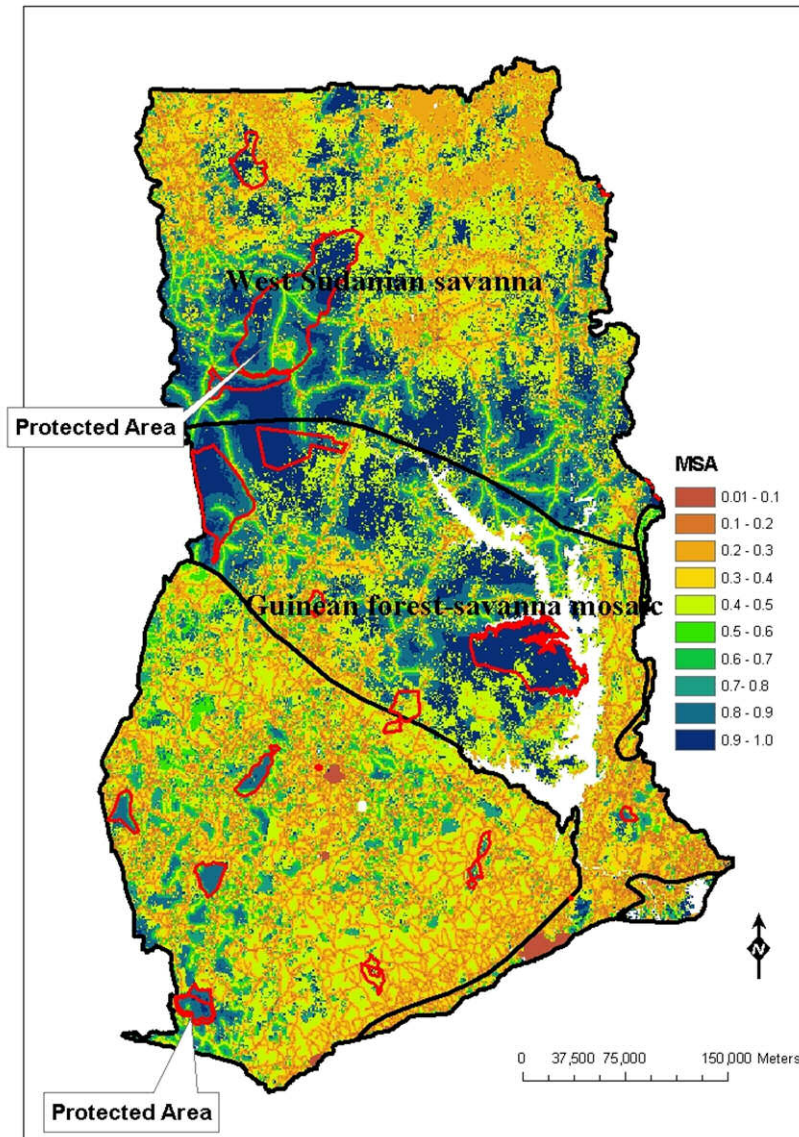 West Sudanian savanna
Protected Area
MSA
0.01 - 0.1
0.1 - 0.2
0.2 - 0.3
0.3 - 0.4
0.4 - 0.5
0.5 - 0.6
0.6 - 0.7
0.7- 0.8
0.8 - 0.9
0.9 - 1.0
Guinean forest-savanna mosaic
N
0 37,500 75,000 150,000 Meters
Protected Area